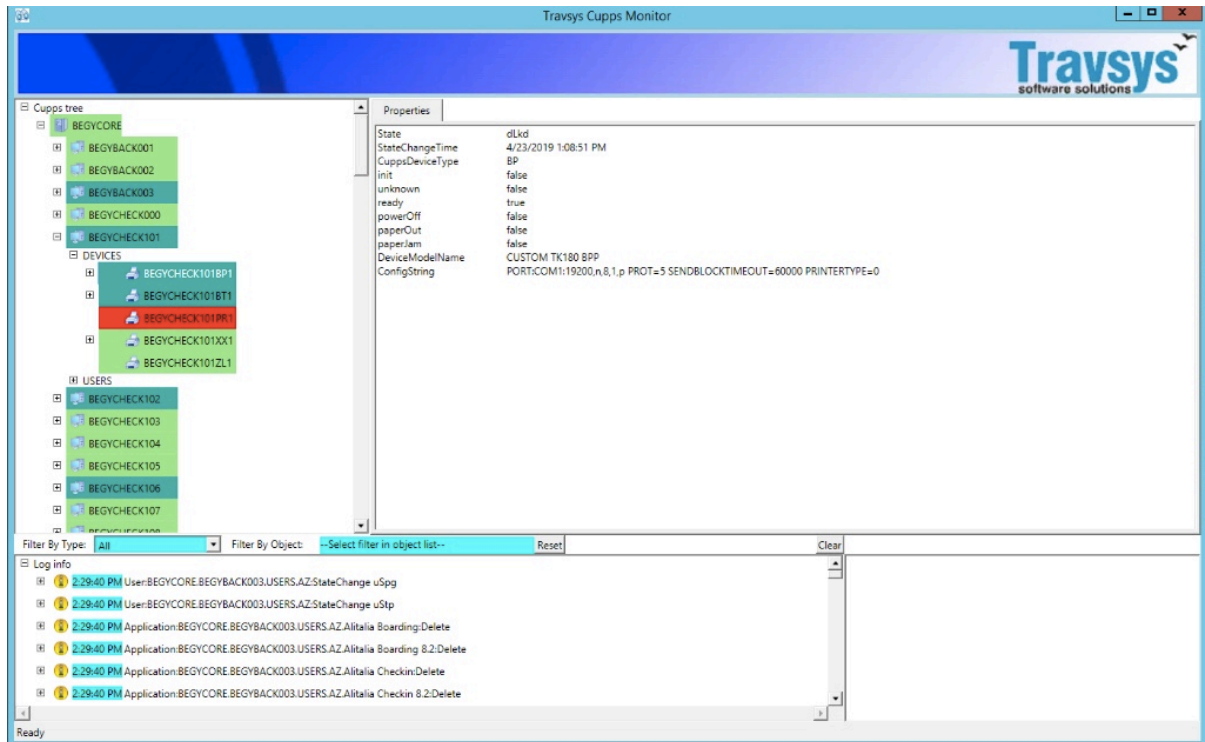 Travsys Cupps Monitor
Travsys
software solutions
Cupps tree
BEGYCORE
BEGYBACK001
BEGYBACK002
BEGYBACK003
BEGYCHECK000
BEGYCHECK101
DEVICES
BEGYCHECK101BP1
BEGYCHECK101BT1
BEGYCHECK101PR1
BEGYCHECK101XX1
BEGYCHECK101ZL1
USERS
BEGYCHECK102
BEGYCHECK103
BEGYCHECK104
BEGYCHECK105
BEGYCHECK106
BEGYCHECK107
Properties
State dLkd
StateChangeTime 4/23/2019 1:08:51 PM
CuppsDeviceType BP
init false
unknown false
ready true
powerOff false
paperOut false
paperJam false
DeviceModelName CUSTOM TK180 BPP
ConfigString PORT:COM1:19200,n,8,1,p PROT=5 SENDBLOCKTIMEOUT=60000 PRINTERTYPE=0
Filter By Type: All Filter By Object: --Select filter in object list-- Reset Clear
Log info
2:29:40 PM User:BEGYCORE.BEGYBACK003.USERS.AZ:StateChange uSpg
2:29:40 PM User:BEGYCORE.BEGYBACK003.USERS.AZ:StateChange uStp
2:29:40 PM Application:BEGYCORE.BEGYBACK003.USERS.AZ.Alitalia Boarding:Delete
2:29:40 PM Application:BEGYCORE.BEGYBACK003.USERS.AZ.Alitalia Boarding 8.2:Delete
2:29:40 PM Application:BEGYCORE.BEGYBACK003.USERS.AZ.Alitalia Checkin:Delete
2:29:40 PM Application:BEGYCORE.BEGYBACK003.USERS.AZ.Alitalia Checkin 8.2:Delete
Ready